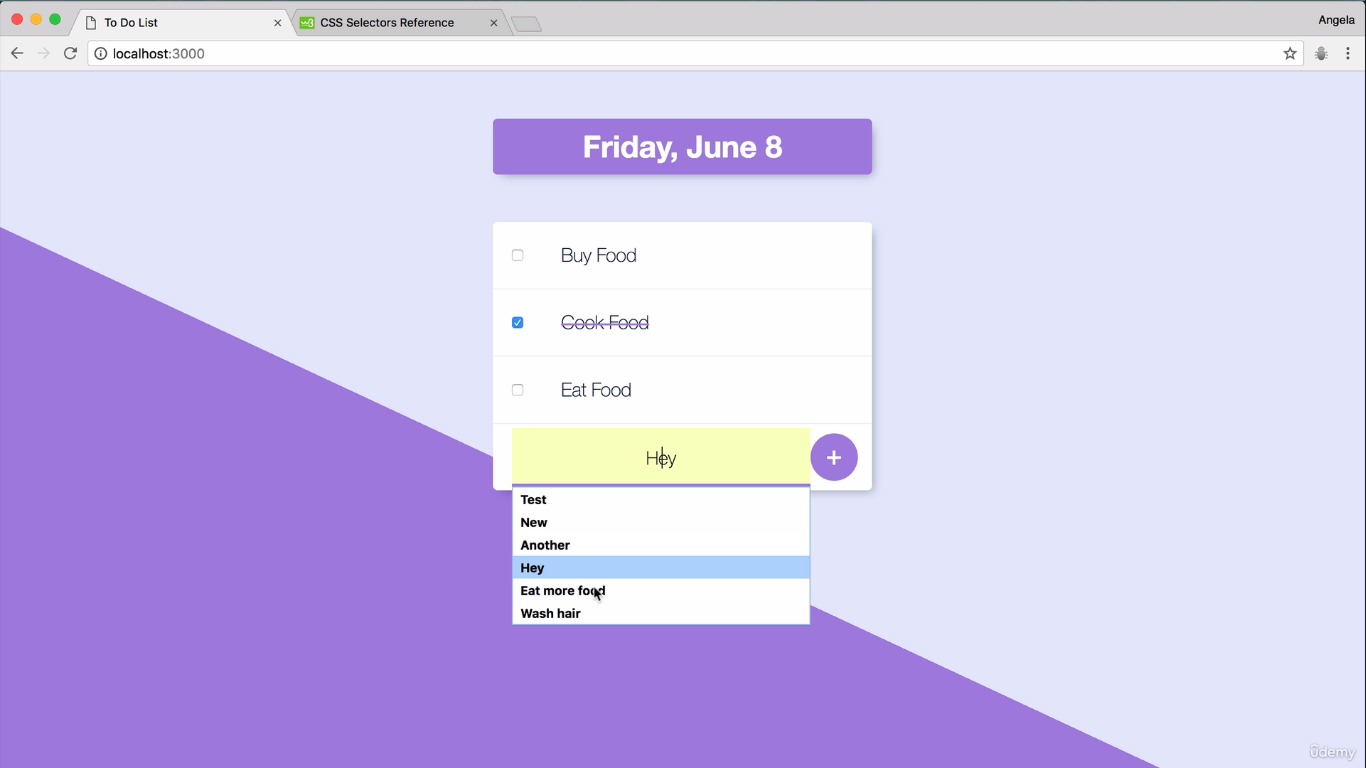 To Do List
CSS Selectors Reference
Angela
localhost:3000
Friday, June 8
Buy Food
Cook Food
Eat Food
Hey
+
Test
New
Another
Hey
Eat more food
Wash hair
ûdemy